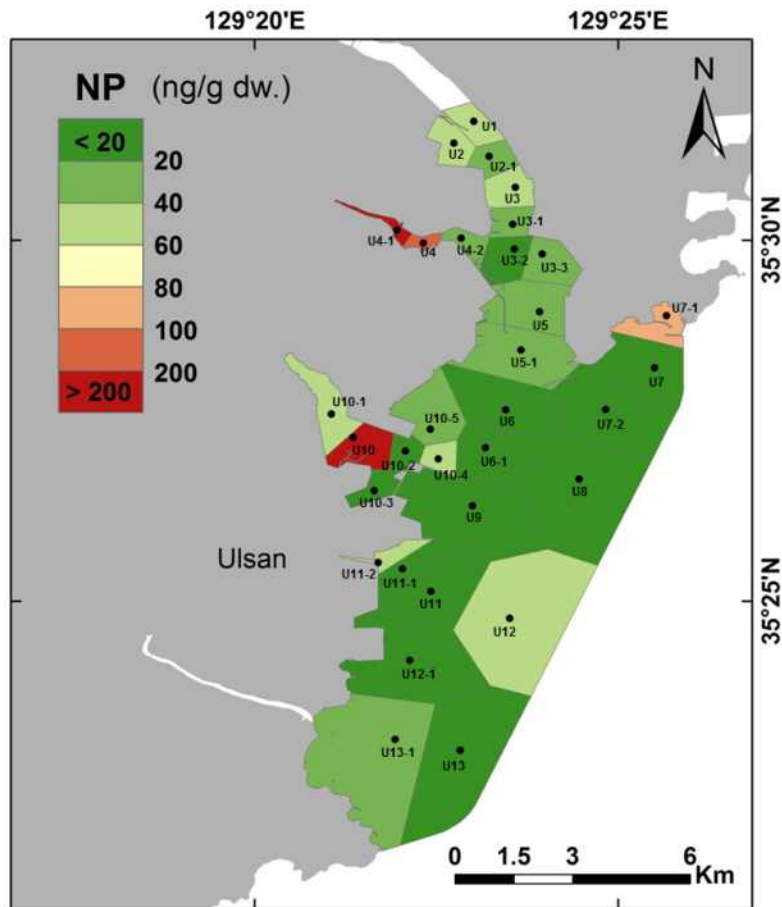 129°20'E 129°25'E
NP (ng/g dw.)
< 20
20
40
60
80
100
200
> 200
N
U1
U2
U2-1
U3
U3-1
U4-1
U4
U4-2
U3-2
U3-3
35°30'N
U5
U7-1
U5-1
U7
U10-1
U10-5
U6
U7-2
U10
U10-2
U10-4
U6-1
U10-3
U8
U9
Ulsan
U11-2
U11-1
U11
35°25'N
U12
U12-1
U13-1
U13
0 1.5 3 6
Km